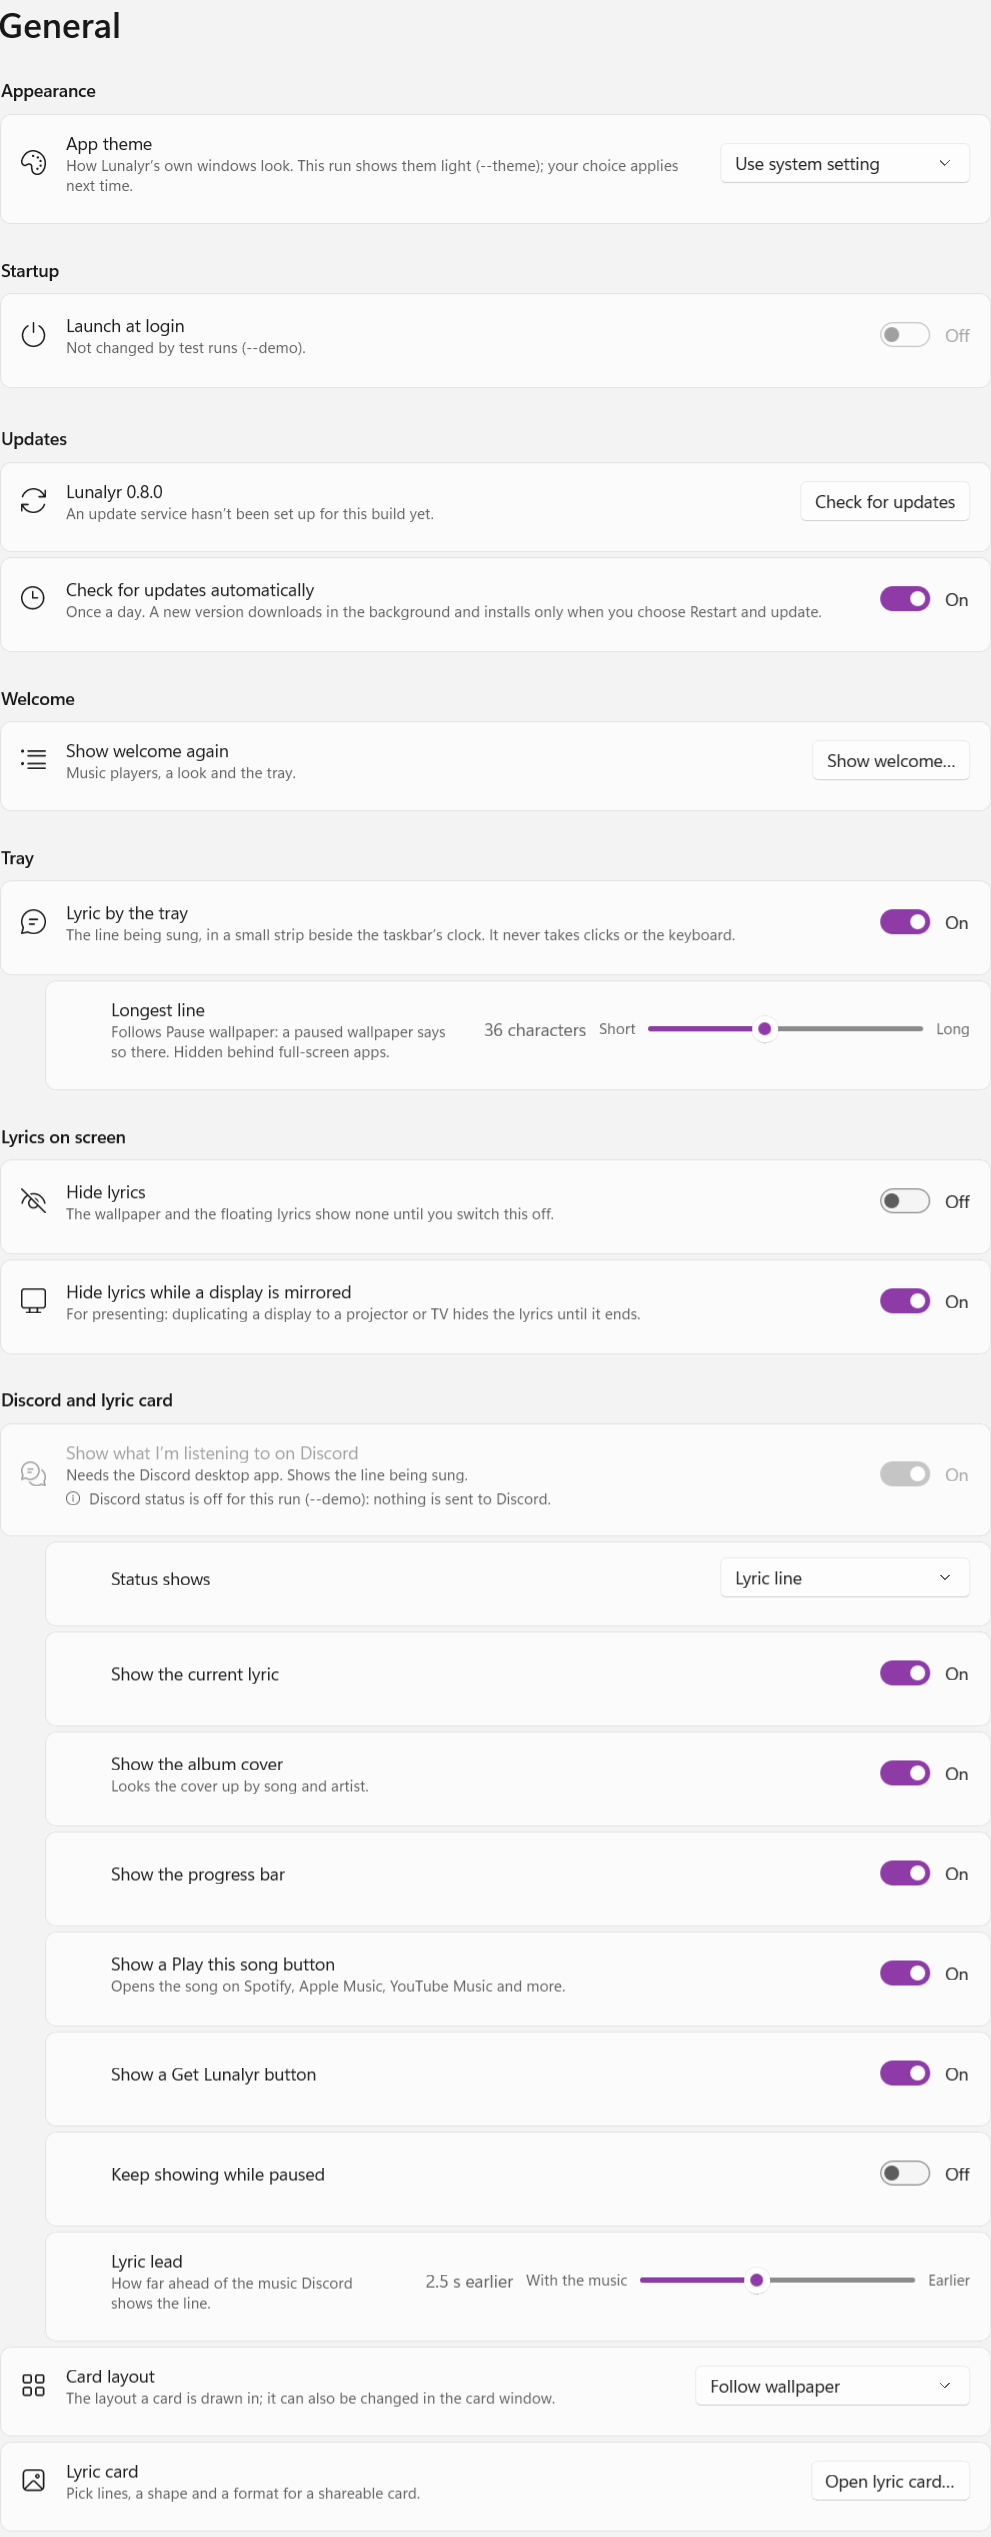 General
Appearance
App theme
How Lunalyr's own windows look. This run shows them light (--theme); your choice applies
next time.
Use system setting
Startup
Launch at login
Not changed by test runs (--demo).
Off
Updates
Lunalyr 0.8.0
An update service hasn't been set up for this build yet.
Check for updates
Check for updates automatically
Once a day. A new version downloads in the background and installs only when you choose Restart and update.
On
Welcome
Show welcome again
Music players, a look and the tray.
Show welcome...
Tray
Lyric by the tray
The line being sung, in a small strip beside the taskbar's clock. It never takes clicks or the keyboard.
On
Longest line
Follows Pause wallpaper: a paused wallpaper says
so there. Hidden behind full-screen apps.
36 characters Short Long
Lyrics on screen
Hide lyrics
The wallpaper and the floating lyrics show none until you switch this off.
Off
Hide lyrics while a display is mirrored
For presenting: duplicating a display to a projector or TV hides the lyrics until it ends.
On
Discord and lyric card
Show what I'm listening to on Discord
Needs the Discord desktop app. Shows the line being sung.
Discord status is off for this run (--demo): nothing is sent to Discord.
On
Status shows
Lyric line
Show the current lyric
On
Show the album cover
Looks the cover up by song and artist.
On
Show the progress bar
On
Show a Play this song button
Opens the song on Spotify, Apple Music, YouTube Music and more.
On
Show a Get Lunalyr button
On
Keep showing while paused
Off
Lyric lead
How far ahead of the music Discord
shows the line.
2.5 s earlier With the music Earlier
Card layout
The layout a card is drawn in; it can also be changed in the card window.
Follow wallpaper
Lyric card
Pick lines, a shape and a format for a shareable card.
Open lyric card...